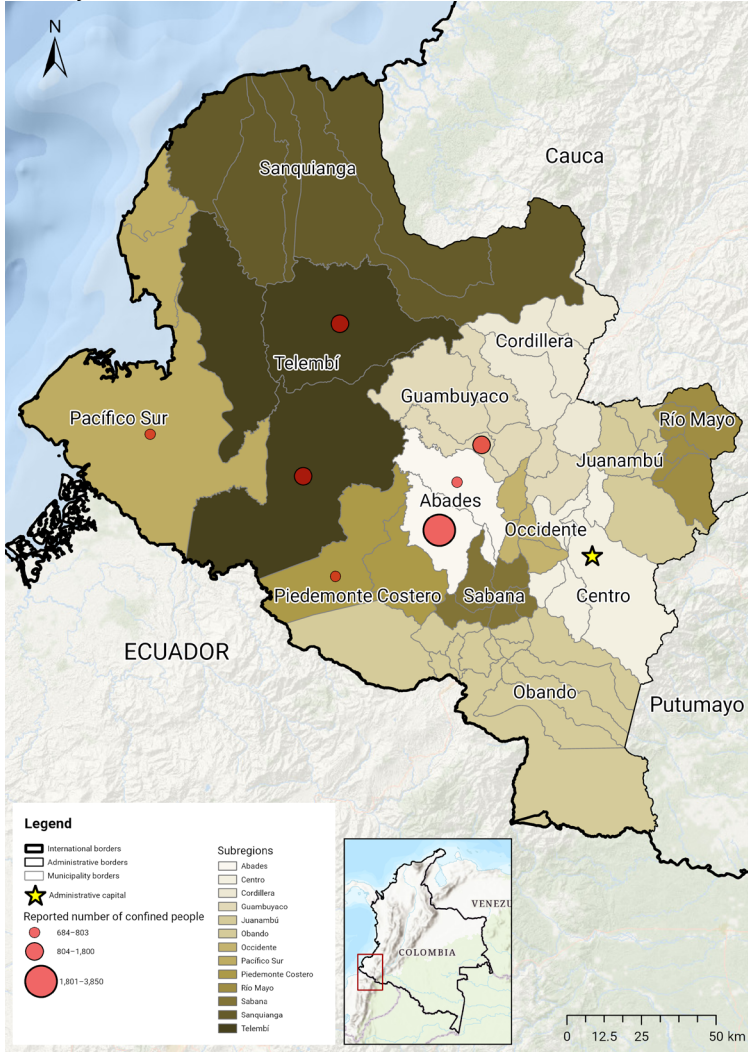 N
Cauca
Sanquianga
Cordillera
Telembí
Guambuyaco
Pacífico Sur
Río Mayo
Juanambú
Abades
Occidente
Piedemonte Costero
Sabana
Centro
ECUADOR
Obando
Putumayo
Legend
International borders
Administrative borders
Municipality borders
Administrative capital
Reported number of confined people
684–803
804–1,800
1,801–3,850
Subregions
Abades
Centro
Cordillera
Guambuyaco
Juanambú
Obando
Occidente
Pacífico Sur
Piedemonte Costero
Río Mayo
Sabana
Sanquianga
Telembí
VENEZU
COLOMBIA
0 12.5 25 50 km